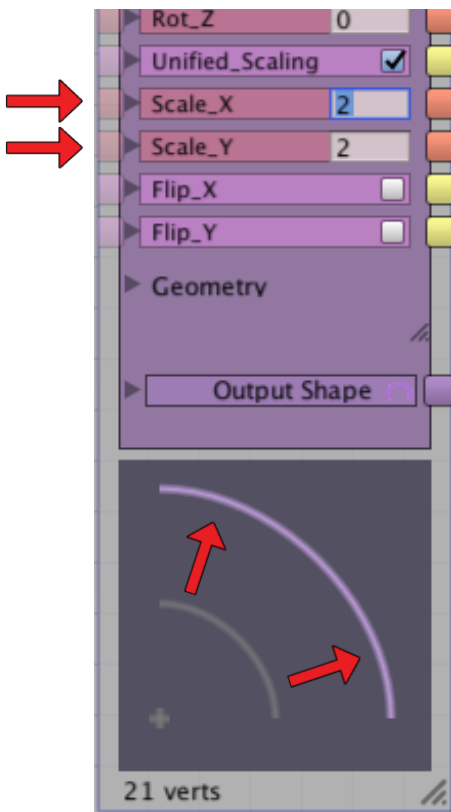 Rot_Z 0
Unified_Scaling
Scale_X 2
Scale_Y 2
Flip_X
Flip_Y
Geometry
Output Shape
21 verts